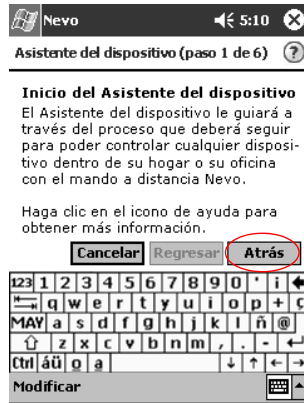 Nevo 5:10
Asistente del dispositivo (paso 1 de 6) ?
Inicio del Asistente del dispositivo
El Asistente del dispositivo le guiará a
través del proceso que deberá seguir
para poder controlar cualquier disposi-
tivo dentro de su hogar o su oficina
con el mando a distancia Nevo.
Haga clic en el icono de ayuda para
obtener más información.
Cancelar Regresar Atrás
123 1 2 3 4 5 6 7 8 9 0 ' i
q w e r t y u i o p + ç
MAY a s d f g h j k l ñ @
z x c v b n m , . -
Ctrl áü º ª ↓ ↑ ← →
Modificar